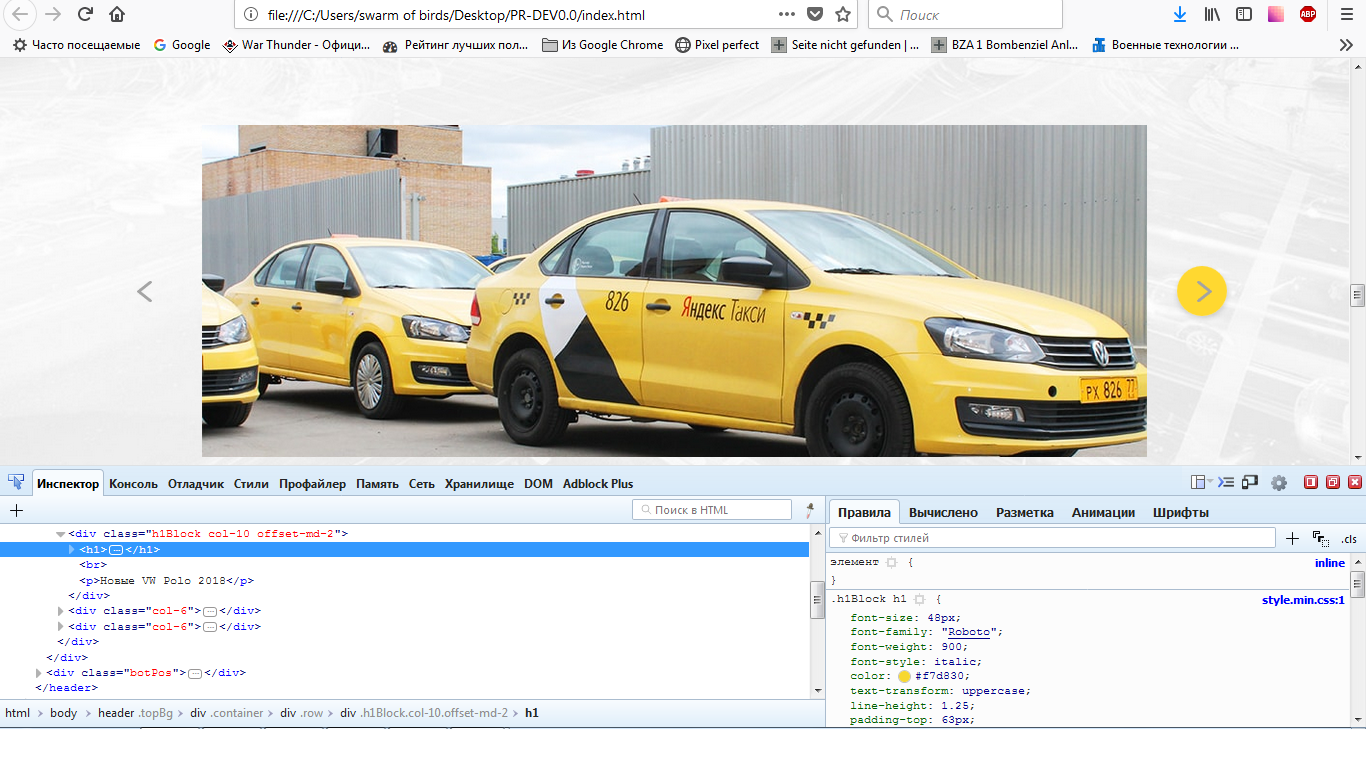 file:///C:/Users/swarm of birds/Desktop/PR-DEV0.0/index.html
Поиск
ABP
Часто посещаемые
Google
War Thunder - Офици...
Рейтинг лучших пол...
Из Google Chrome
Pixel perfect
Seite nicht gefunden | ...
BZA 1 Bombenziel Anl...
Военные технологии ...
826
Яндекс Такси
РХ 826 77
Инспектор Консоль Отладчик Стили Профайлер Память Сеть Хранилище DOM Adblock Plus
Поиск в HTML
<div class="h1Block col-10 offset-md-2">
<h1>...</h1>
<br>
<p>Новые VW Polo 2018</p>
</div>
<div class="col-6">...</div>
<div class="col-6">...</div>
</div>
</div>
<div class="botPos">...</div>
</header>
html > body > header .topBg > div .container > div .row > div .h1Block.col-10.offset-md-2 > h1
Правила Вычислено Разметка Анимации Шрифты
Фильтр стилей
.cls
элемент { inline
}
.h1Block h1 { style.min.css:1
font-size: 48px;
font-family: "Roboto";
font-weight: 900;
font-style: italic;
color: #f7d830;
text-transform: uppercase;
line-height: 1.25;
padding-top: 63px;